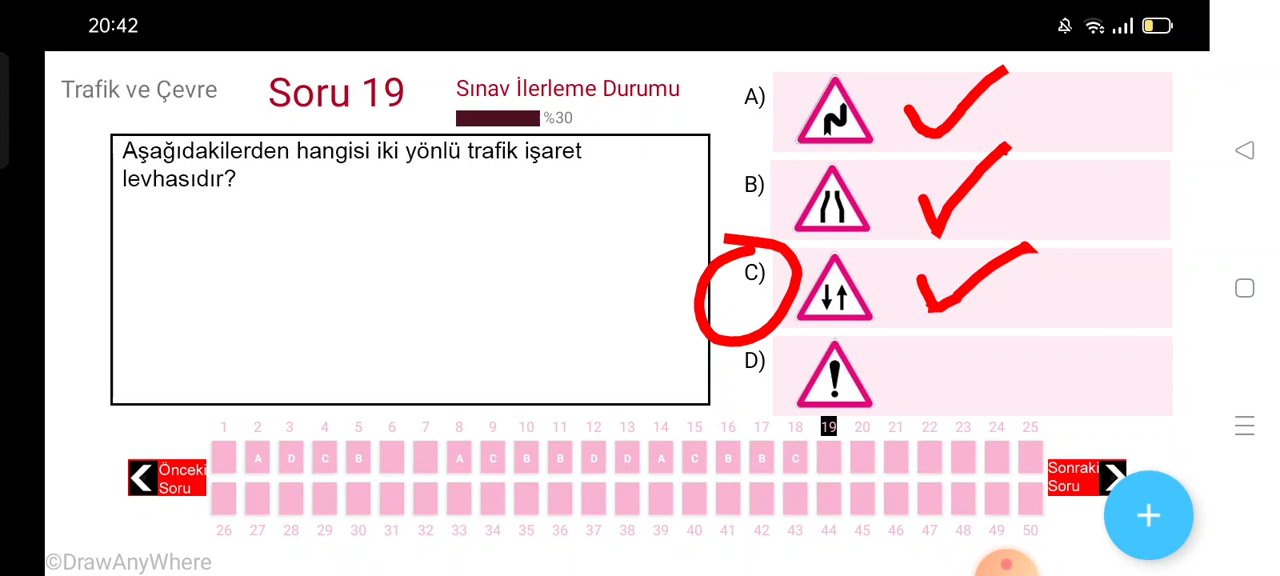 20:42
Trafik ve Çevre
Soru 19
Sınav İlerleme Durumu
%30
Aşağıdakilerden hangisi iki yönlü trafik işaret
levhasıdır?
A)
B)
C)
D)
1 2 3 4 5 6 7 8 9 10 11 12 13 14 15 16 17 18 19 20 21 22 23 24 25
A D C B A C B B D D A C B B C
Önceki
Soru
Sonraki
Soru
26 27 28 29 30 31 32 33 34 35 36 37 38 39 40 41 42 43 44 45 46 47 48 49 50
©DrawAnyWhere